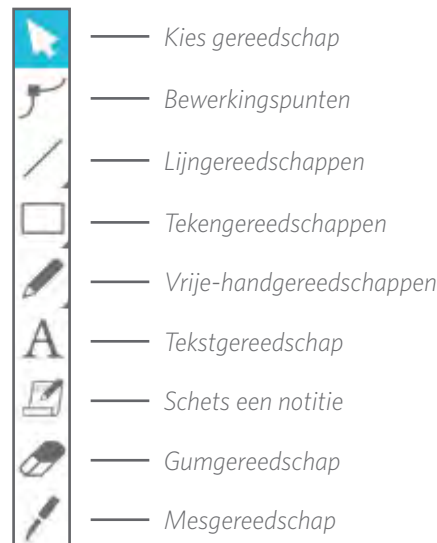 Kies gereedschap
Bewerkingspunten
Lijngereedschappen
Tekengereedschappen
Vrije-handgereedschappen
A Tekstgereedschap
Schets een notitie
Gumgereedschap
Mesgereedschap